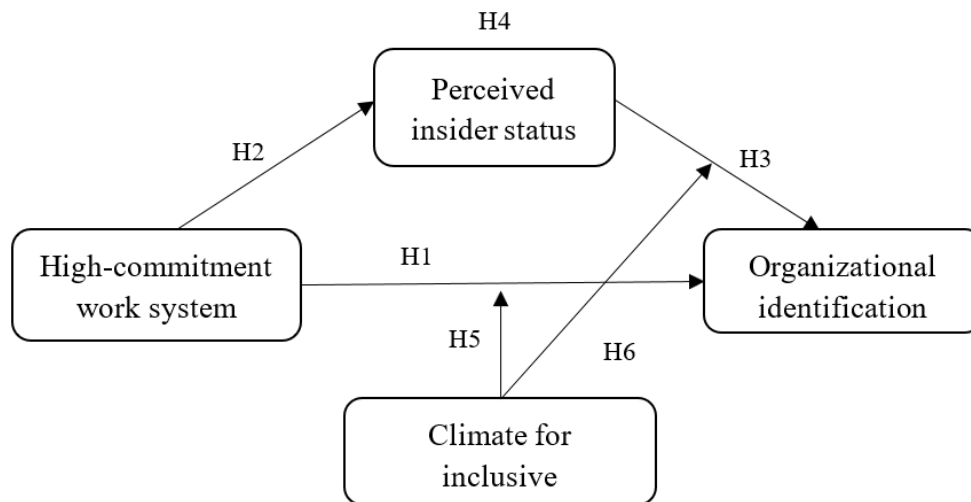 H4
Perceived
insider status
H2
H3
High-commitment
work system
H1
Organizational
identification
H5
H6
Climate for
inclusive